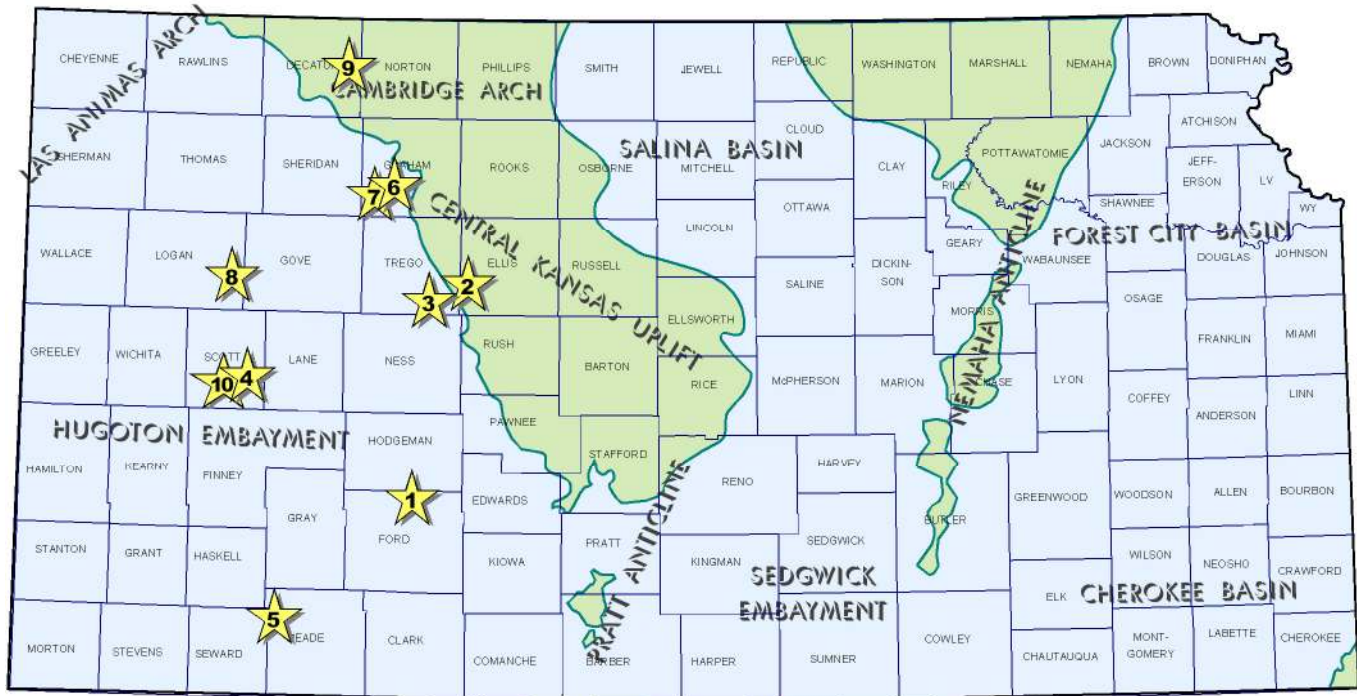 LAS ANIMAS ARCH
CHEYENNE
RAWLINS
9
NORTON
PHILLIPS
SMITH
JEWELL
REPUBLIC
WASHINGTON
MARSHALL
NEMAHA
BROWN
DONIPHAN
CAMBRIDGE ARCH
ATCHISON
CLOUD
SHERMAN
THOMAS
SHERIDAN
GRAHAM
ROOKS
OSBORNE
SALINA BASIN
MITCHELL
CLAY
POTTAWATOMIE
JACKSON
JEFF-
ERSON
LV
RILEY
7
6
CENTRAL KANSAS UPLIFT
OTTAWA
SHAWNEE
WY
LINCOLN
GEARY
FOREST CITY BASIN
WALLACE
LOGAN
GOVE
TREGO
ELLIS
RUSSELL
DICKIN-
SON
WABAUNSEE
DOUGLAS
JOHNSON
8
3
2
SALINE
OSAGE
ELLSWORTH
MORRIS
NEMAHA ANTICLINE
GREELEY
WICHITA
SCOTT
LANE
NESS
RUSH
BARTON
RICE
McPHERSON
MARION
CHASE
LYON
FRANKLIN
MIAMI
10
4
COFFEY
LINN
ANDERSON
HUGOTON EMBAYMENT
HODGEMAN
PAWNEE
STAFFORD
HAMILTON
KEARNY
FINNEY
GRAY
1
FORD
EDWARDS
RENO
HARVEY
BUTLER
GREENWOOD
WOODSON
ALLEN
BOURBON
PRATT ANTICLINE
STANTON
GRANT
HASKELL
KIOWA
PRATT
KINGMAN
SEDGWICK
WILSON
NEOSHO
CRAWFORD
SEDGWICK
EMBAYMENT
ELK
CHEROKEE BASIN
5
MORTON
STEVENS
SEWARD
MEADE
CLARK
COMANCHE
BARBER
HARPER
SUMNER
COWLEY
CHAUTAUQUA
MONT-
GOMERY
LABETTE
CHEROKEE